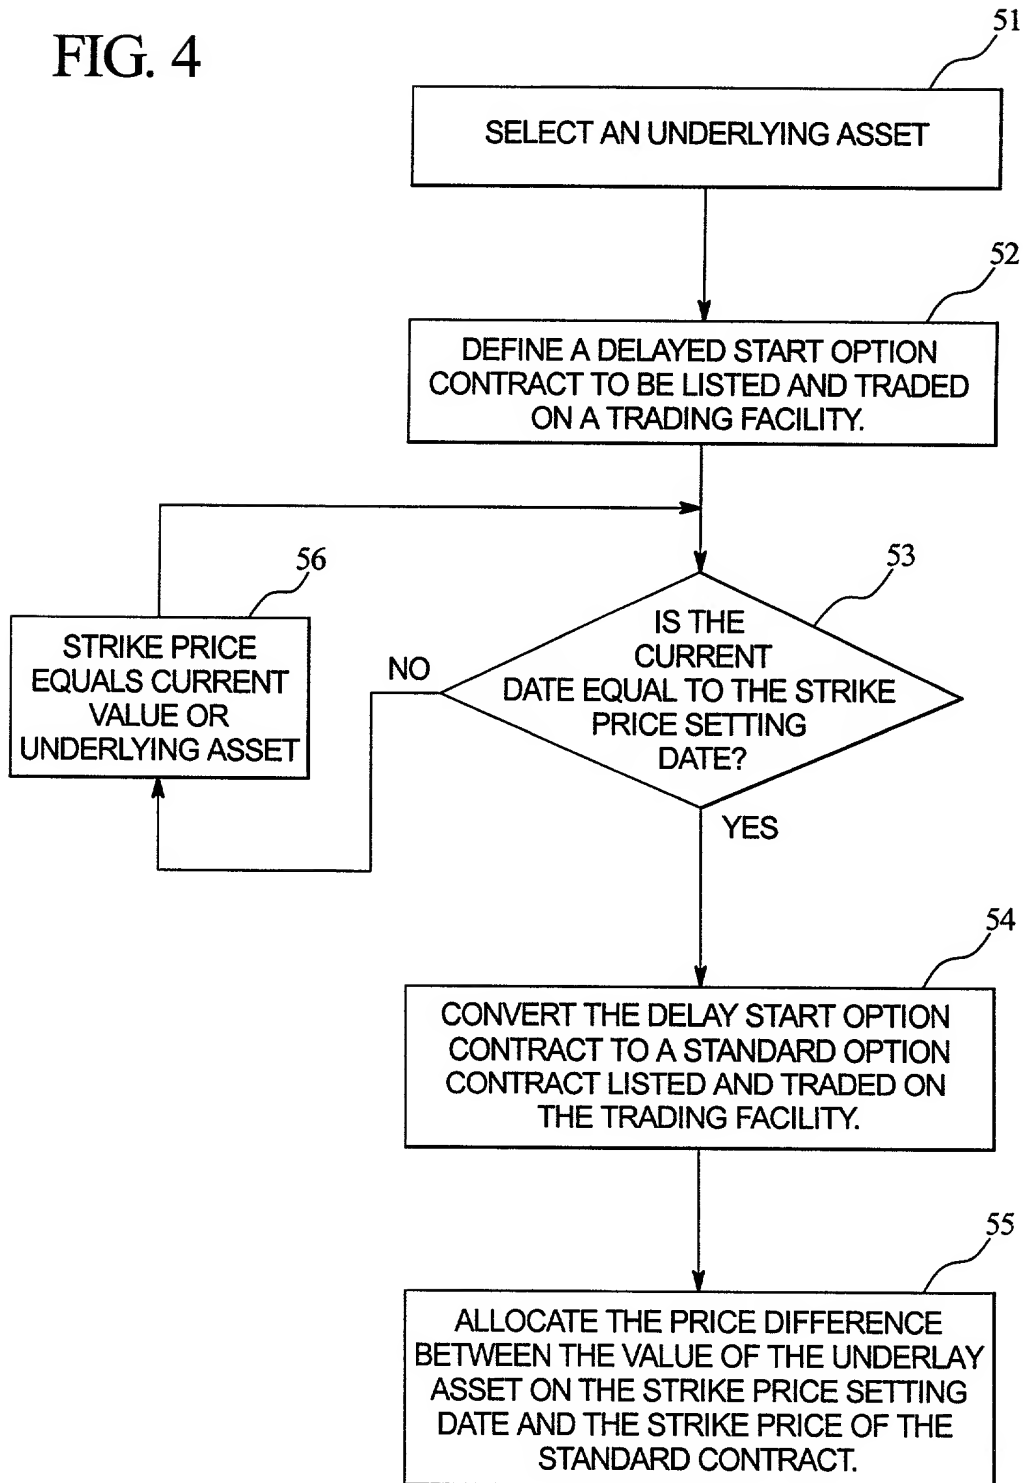 FIG. 4
51
SELECT AN UNDERLYING ASSET
52
DEFINE A DELAYED START OPTION
CONTRACT TO BE LISTED AND TRADED
ON A TRADING FACILITY.
53
IS THE
CURRENT
DATE EQUAL TO THE STRIKE
PRICE SETTING
DATE?
NO
56
STRIKE PRICE
EQUALS CURRENT
VALUE OR
UNDERLYING ASSET
YES
54
CONVERT THE DELAY START OPTION
CONTRACT TO A STANDARD OPTION
CONTRACT LISTED AND TRADED ON
THE TRADING FACILITY.
55
ALLOCATE THE PRICE DIFFERENCE
BETWEEN THE VALUE OF THE UNDERLAY
ASSET ON THE STRIKE PRICE SETTING
DATE AND THE STRIKE PRICE OF THE
STANDARD CONTRACT.